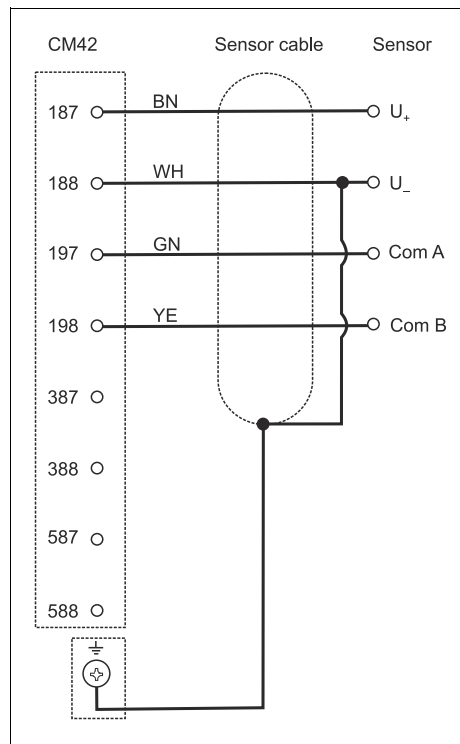 CM42 Sensor cable Sensor
187 BN U+
188 WH U_
197 GN Com A
198 YE Com B
387
388
587
588